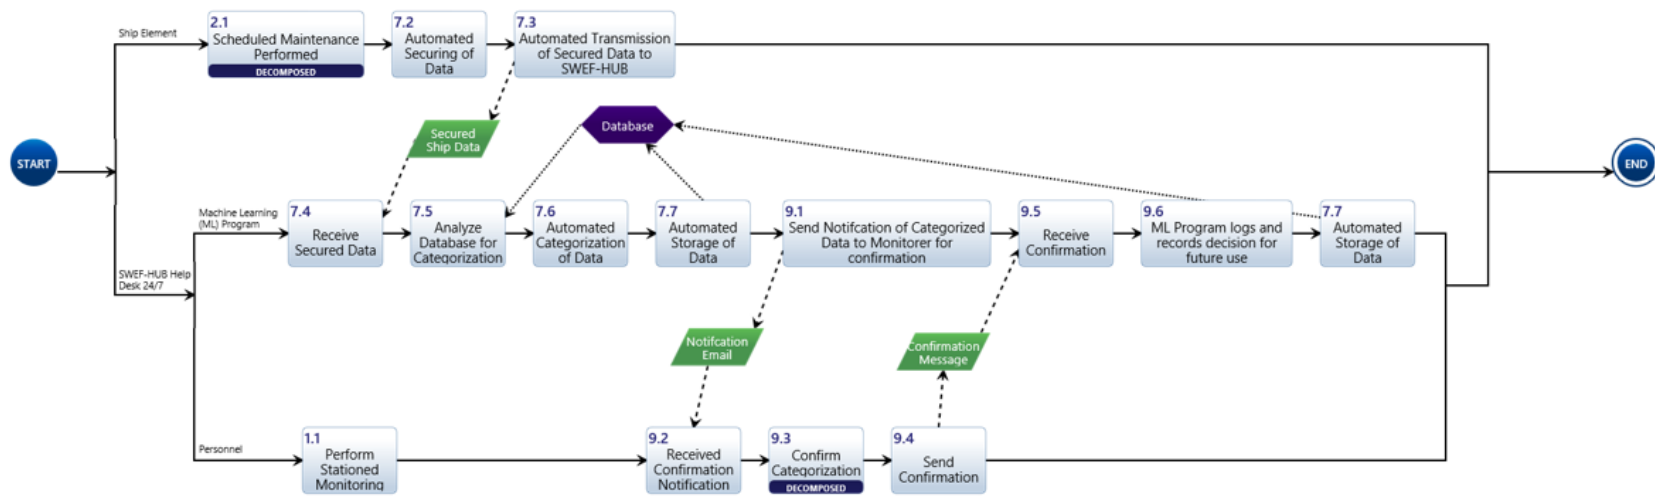 2.1
Scheduled Maintenance
Performed
DECOMPOSED
7.2
Automated
Securing of
Data
7.3
Automated Transmission
of Secured Data to
SWEF-HUB
Ship Element
Secured
Ship Data
Database
START
END
Machine Learning
(ML) Program
7.4
Receive
Secured Data
7.5
Analyze
Database for
Categorization
7.6
Automated
Categorization
of Data
7.7
Automated
Storage of
Data
9.1
Send Notifcation of Categorized
Data to Monitorer for
confirmation
9.5
Receive
Confirmation
9.6
ML Program logs and
records decision for
future use
7.7
Automated
Storage of
Data
SWEF-HUB Help
Desk 24/7
Notifcation
Email
Confirmation
Message
Personnel
1.1
Perform
Stationed
Monitoring
9.2
Received
Confirmation
Notification
9.3
Confirm
Categorization
DECOMPOSED
9.4
Send
Confirmation